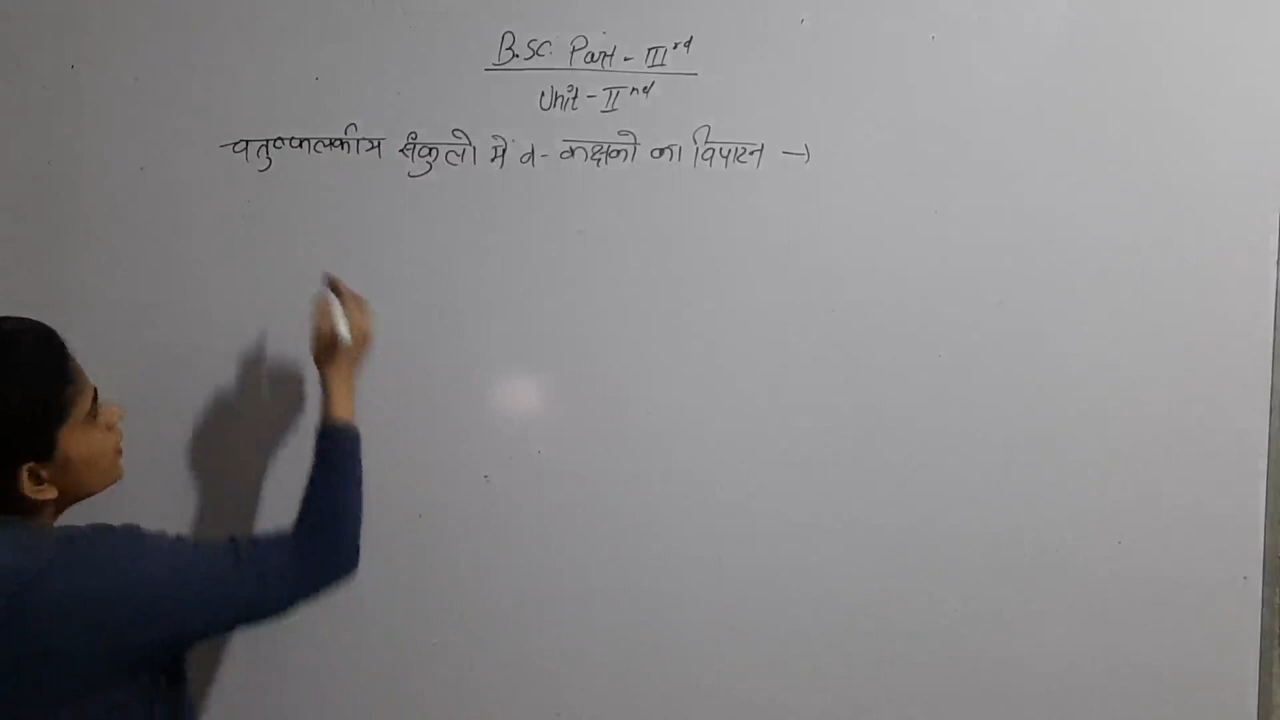 B.SC. Part - III rd
Unit - II nd
चतुष्फलकीय संकुलो में d - कक्षको का विपाटन →